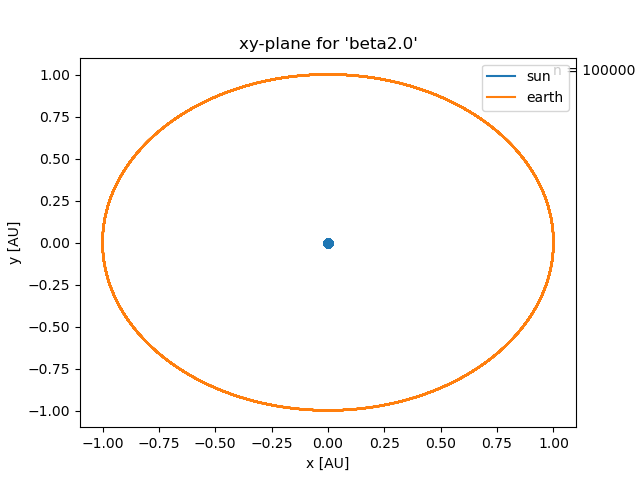 xy-plane for 'beta2.0'
n = 100000
sun
earth
1.00
0.75
0.50
0.25
0.00
−0.25
−0.50
−0.75
−1.00
y [AU]
−1.00 −0.75 −0.50 −0.25 0.00 0.25 0.50 0.75 1.00
x [AU]